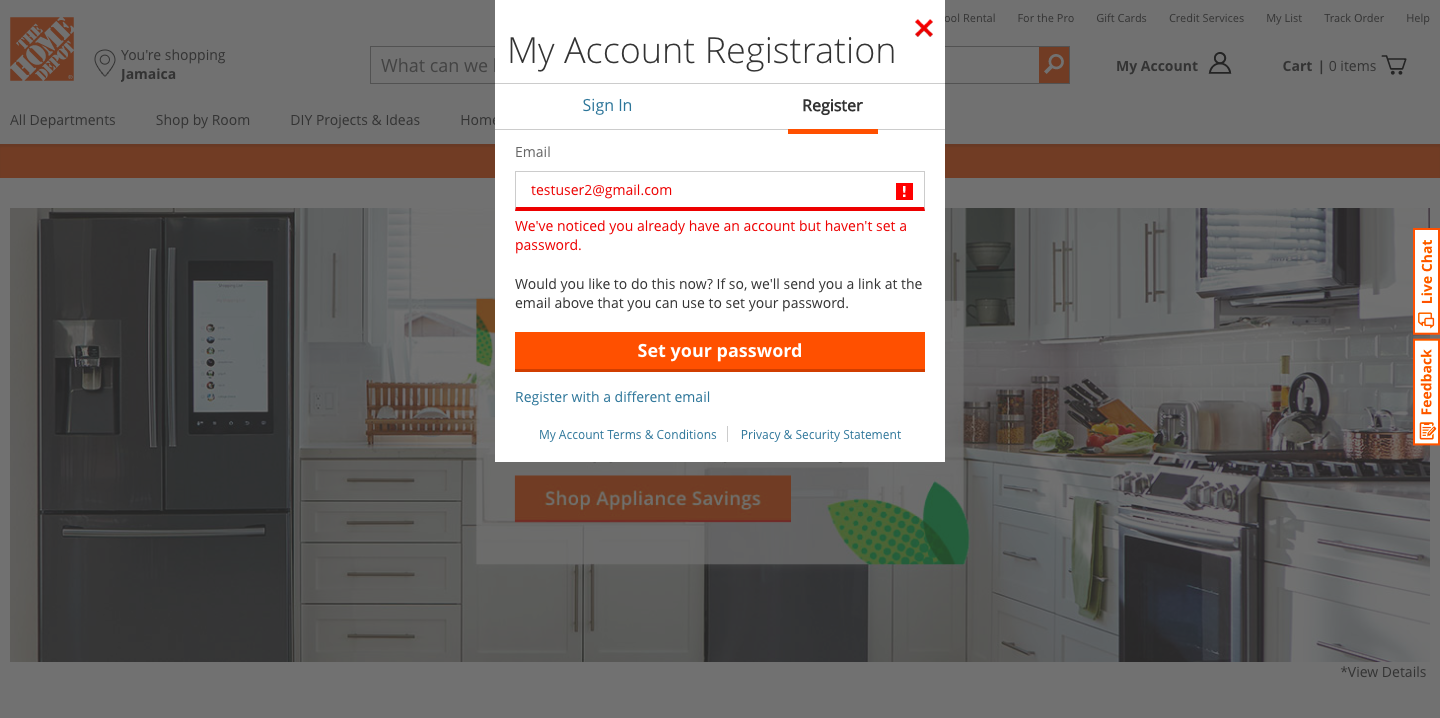 THE
HOME
DEPOT
You're shopping
Jamaica
What can we
ool Rental
For the Pro
Gift Cards
Credit Services
My List
Track Order
Help
My Account
Cart | 0 items
All Departments
Shop by Room
DIY Projects & Ideas
Home
My Account Registration
Sign In
Register
Email
testuser2@gmail.com
We've noticed you already have an account but haven't set a
password.
Would you like to do this now? If so, we'll send you a link at the
email above that you can use to set your password.
Set your password
Register with a different email
My Account Terms & Conditions
Privacy & Security Statement
Shop Appliance Savings
Live Chat
Feedback
*View Details